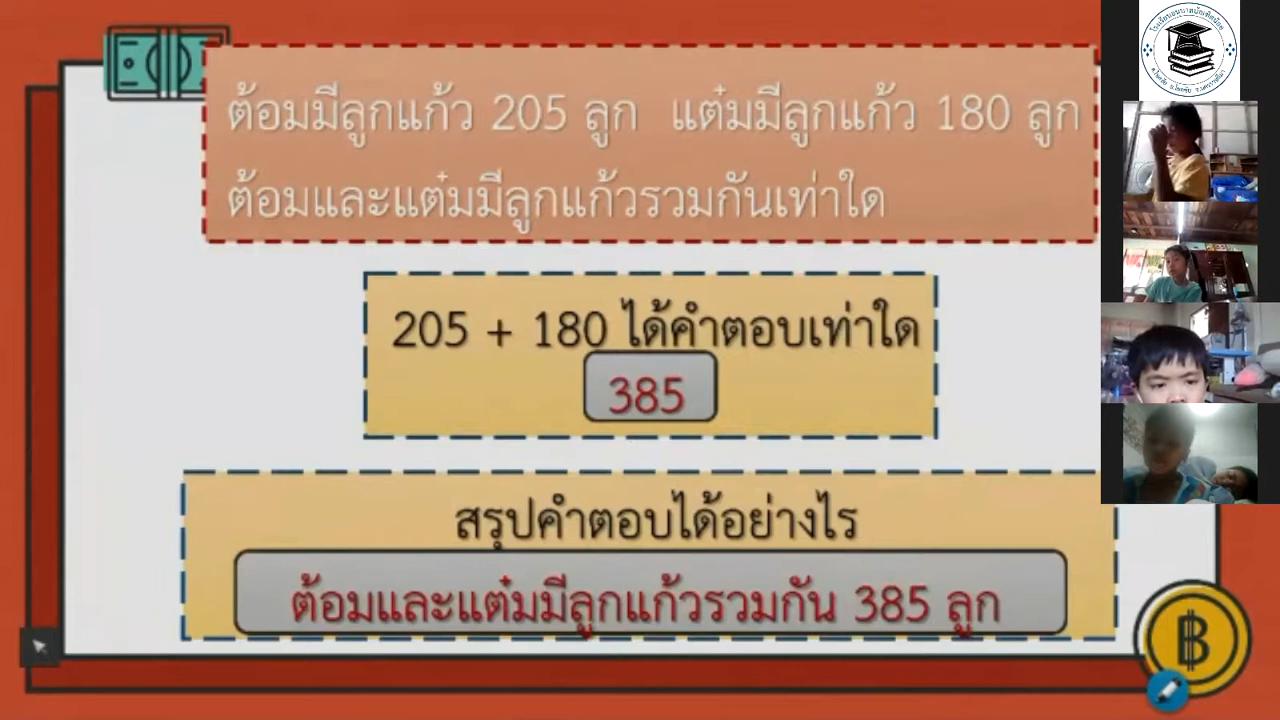 ต้อมมีลูกแก้ว 205 ลูก แต๋มมีลูกแก้ว 180 ลูก
ต้อมและแต๋มมีลูกแก้วรวมกันเท่าใด
205 + 180 ได้คำตอบเท่าใด
385
สรุปคำตอบได้อย่างไร
ต้อมและแต๋มมีลูกแก้วรวมกัน 385 ลูก